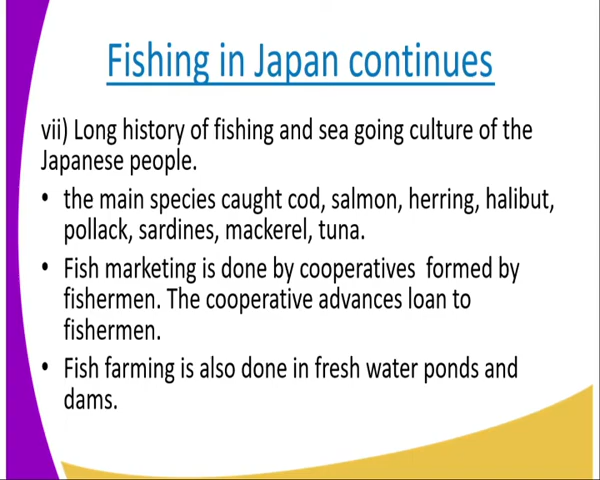 Fishing in Japan continues
vii) Long history of fishing and sea going culture of the
Japanese people.
• the main species caught cod, salmon, herring, halibut,
pollack, sardines, mackerel, tuna.
• Fish marketing is done by cooperatives formed by
fishermen. The cooperative advances loan to
fishermen.
• Fish farming is also done in fresh water ponds and
dams.